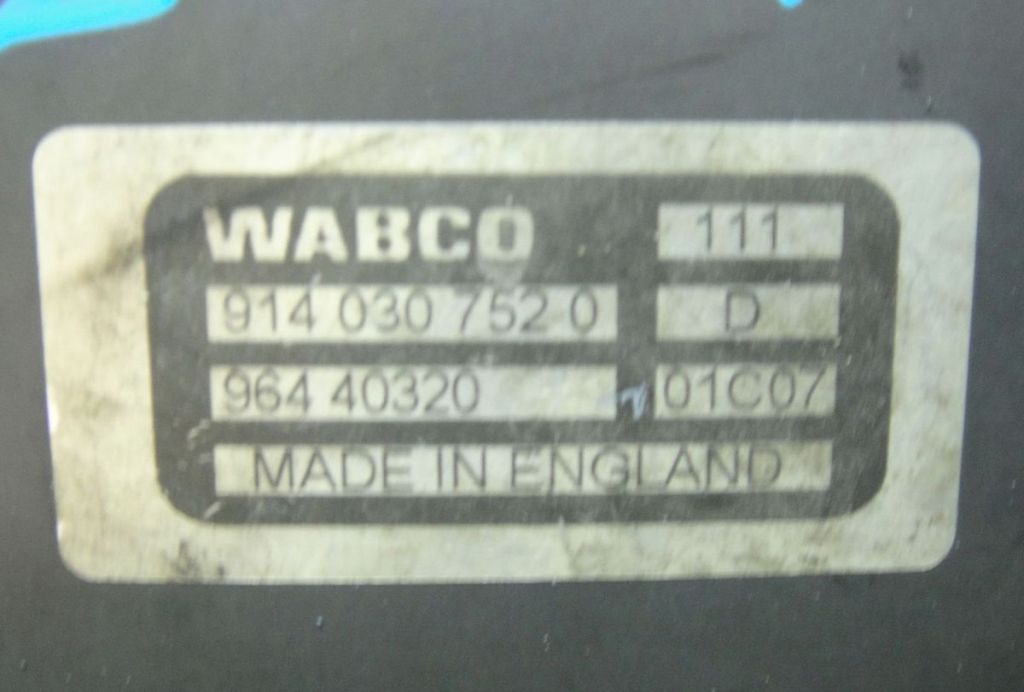 WABCO 111
914 030 752 0 D
964 40320 01C07
MADE IN ENGLAND